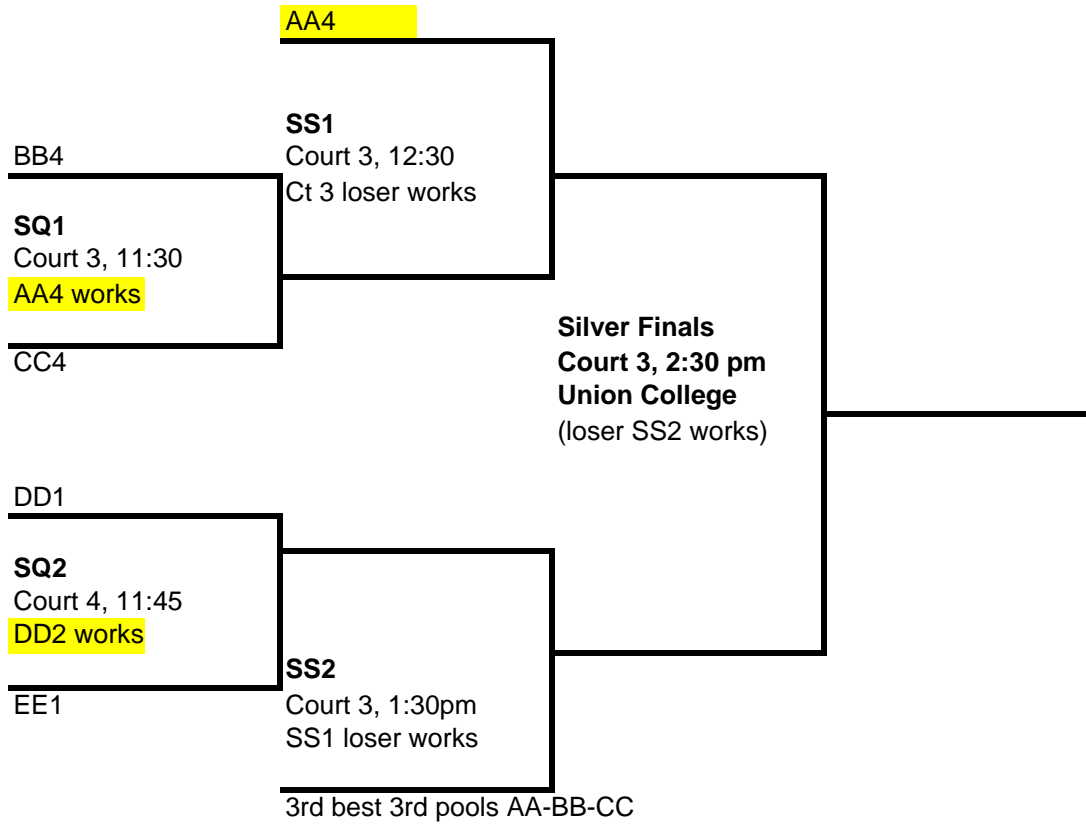 AA4
SS1
Court 3, 12:30
Ct 3 loser works
BB4
SQ1
Court 3, 11:30
AA4 works
CC4
Silver Finals
Court 3, 2:30 pm
Union College
(loser SS2 works)
DD1
SQ2
Court 4, 11:45
DD2 works
EE1
SS2
Court 3, 1:30pm
SS1 loser works
3rd best 3rd pools AA-BB-CC